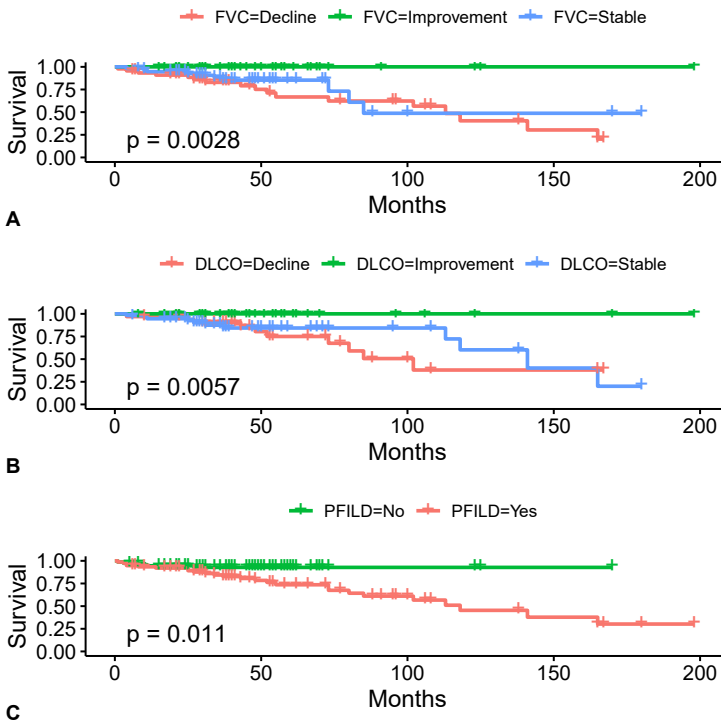 FVC=Decline FVC=Improvement FVC=Stable
1.00
0.75
0.50
0.25
0.00
Survival
p = 0.0028
0 50 100 150 200
Months
A
DLCO=Decline DLCO=Improvement DLCO=Stable
1.00
0.75
0.50
0.25
0.00
Survival
p = 0.0057
0 50 100 150 200
Months
B
PFILD=No PFILD=Yes
1.00
0.75
0.50
0.25
0.00
Survival
p = 0.011
0 50 100 150 200
Months
C